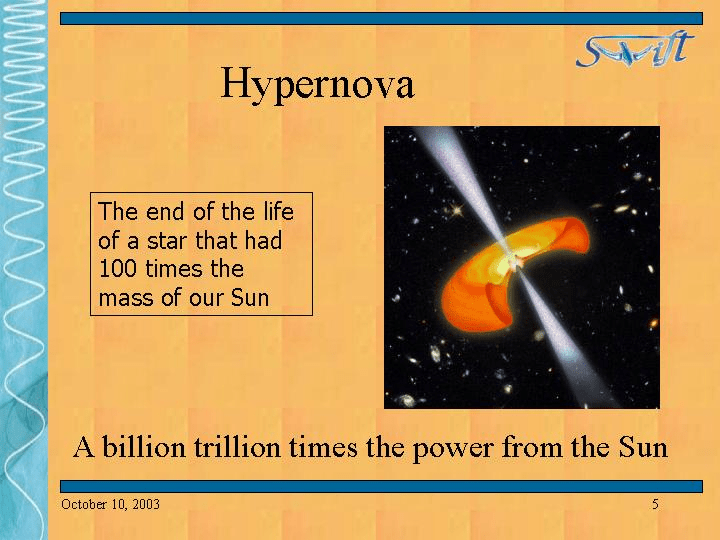 Swift
Hypernova
The end of the life
of a star that had
100 times the
mass of our Sun
A billion trillion times the power from the Sun
October 10, 2003
5